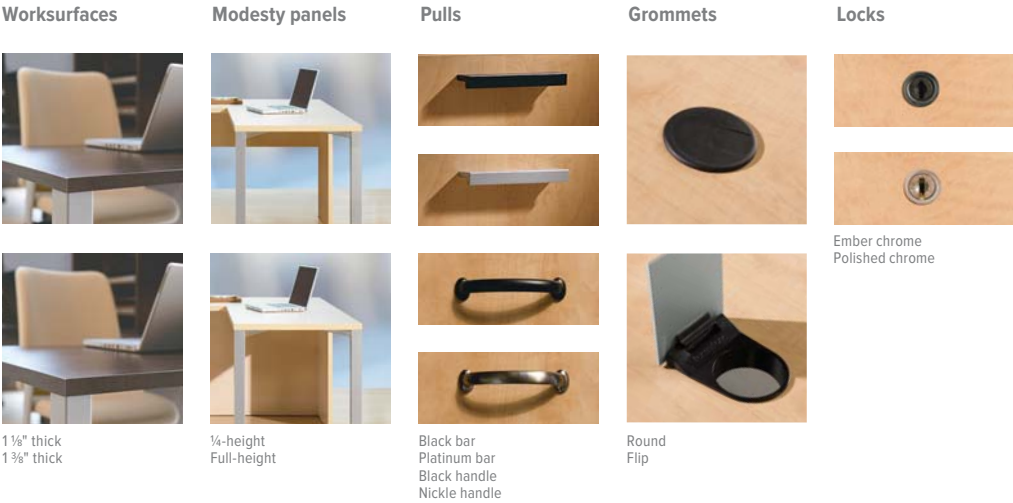 Worksurfaces
Modesty panels
Pulls
Grommets
Locks
Ember chrome
Polished chrome
1 ⅛" thick
1 ⅜" thick
¼-height
Full-height
Black bar
Platinum bar
Black handle
Nickle handle
Round
Flip